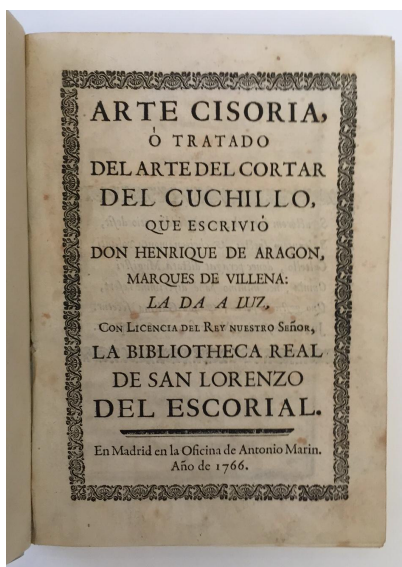 ARTE CISORIA,
Ò TRATADO
DEL ARTE DEL CORTAR
DEL CUCHILLO,
QUE ESCRIVIÓ
DON HENRIQUE DE ARAGON,
MARQUES DE VILLENA:
LA DA A LUZ,
CON LICENCIA DEL REY NUESTRO SEÑOR,
LA BIBLIOTHECA REAL
DE SAN LORENZO
DEL ESCORIAL.
En Madrid en la Oficina de Antonio Marin.
Año de 1766.